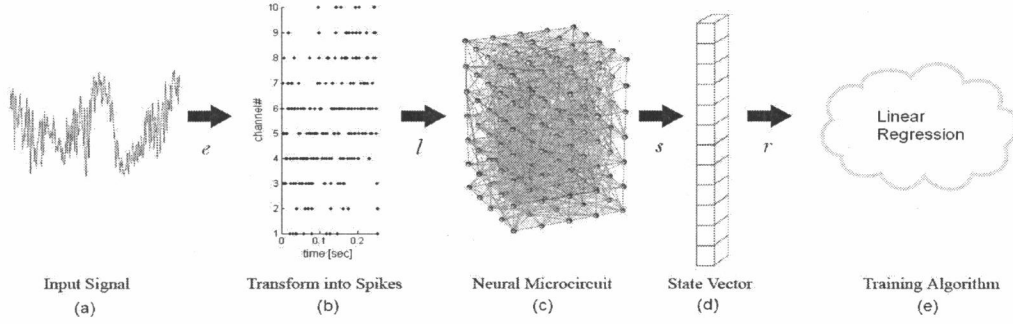 10
9
8
7
6
5
4
3
2
1
channel#
0
0.1
0.2
time [sec]
e
l
s
r
Linear
Regression
Input Signal
(a)
Transform into Spikes
(b)
Neural Microcircuit
(c)
State Vector
(d)
Training Algorithm
(e)